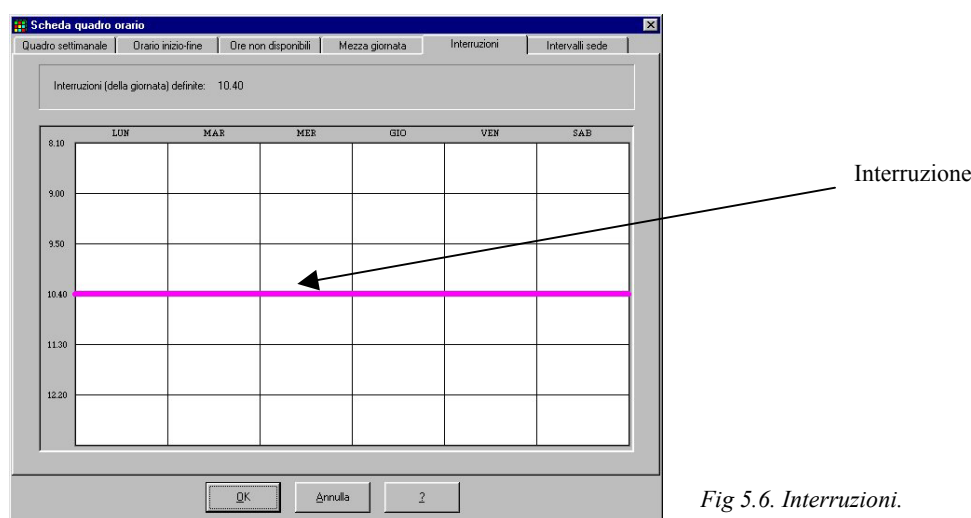 Scheda quadro orario
Quadro settimanale Orario inizio-fine Ore non disponibili Mezza giornata Interruzioni Intervalli sede
Interruzioni (della giornata) definite: 10.40
LUN MAR MER GIO VEN SAB
8.10
9.00
9.50
10.40
11.30
12.20
OK Annulla ?
Interruzione
Fig 5.6. Interruzioni.